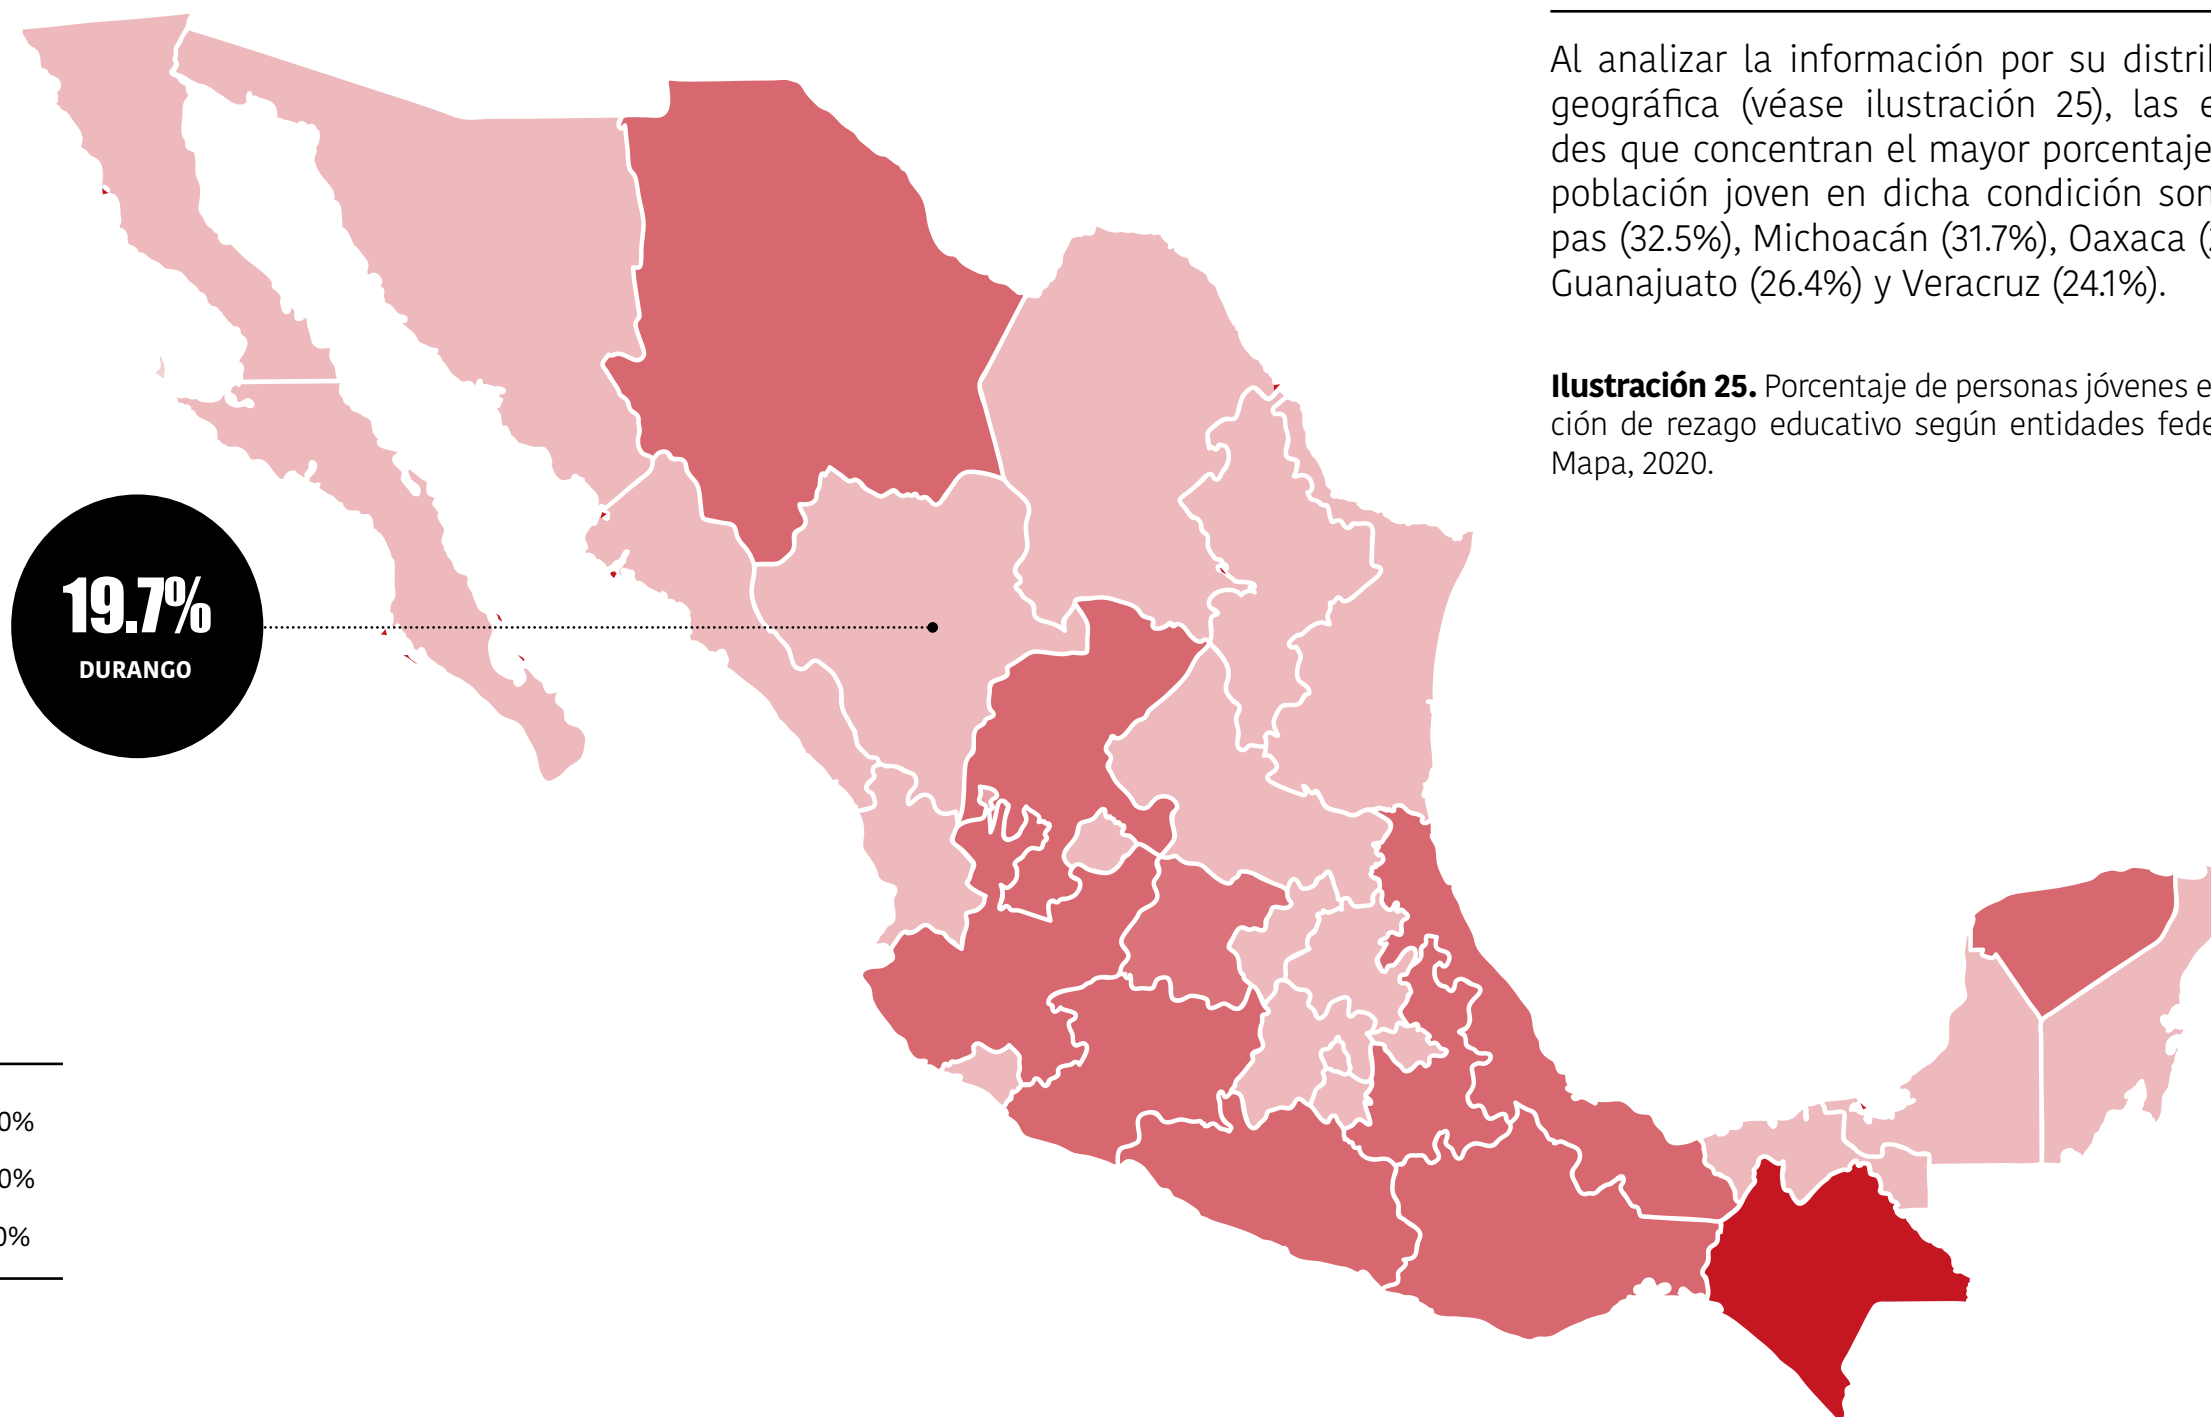 Al analizar la información por su
geográfica (véase ilustración 25), las
des que concentran el mayor porcentaje
población joven en dicha condición son
pas (32.5%), Michoacán (31.7%), Oaxaca
Guanajuato (26.4%) y Veracruz (24.1%).
Ilustración 25. Porcentaje de personas jóvenes
ción de rezago educativo según entidades
Mapa, 2020.
19.7%
DURANGO
0%
0%
0%